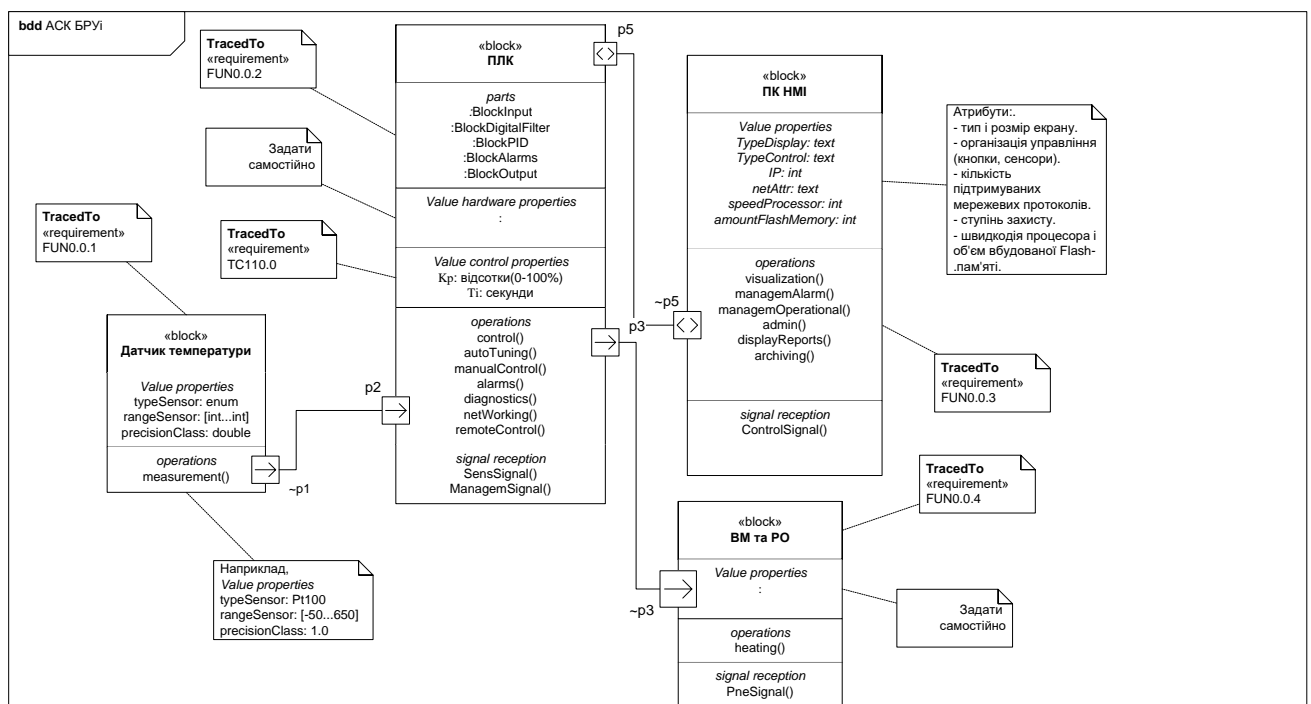 bdd АСК БРУі
TracedTo
«requirement»
FUN0.0.2
Задати
самостійно
TracedTo
«requirement»
FUN0.0.1
TracedTo
«requirement»
TC110.0
«block»
Датчик температури
Value properties
typeSensor: enum
rangeSensor: [int...int]
precisionClass: double
operations
measurement()
~p1
Наприклад,
Value properties
typeSensor: Pt100
rangeSensor: [-50...650]
precisionClass: 1.0
p2
«block»
ПЛК
parts
:BlockInput
:BlockDigitalFilter
:BlockPID
:BlockAlarms
:BlockOutput
Value hardware properties
:
Value control properties
Kp: відсотки(0-100%)
Ti: секунди
operations
control()
autoTuning()
manualControl()
alarms()
diagnostics()
netWorking()
remoteControl()
signal reception
SensSignal()
ManagemSignal()
p5
p3
~p5
«block»
ПК HMI
Value properties
TypeDisplay: text
TypeControl: text
IP: int
netAttr: text
speedProcessor: int
amountFlashMemory: int
operations
visualization()
managemAlarm()
managemOperational()
admin()
displayReports()
archiving()
signal reception
ControlSignal()
Атрибути:.
- тип і розмір екрану.
- організація управління
(кнопки, сенсори).
- кількість
підтримуваних
мережевих протоколів.
- ступінь захисту.
- швидкодія процесора і
об'єм вбудованої Flash-
.пам'яті.
TracedTo
«requirement»
FUN0.0.3
~p3
«block»
ВМ та РО
Value properties
:
operations
heating()
signal reception
PneSignal()
TracedTo
«requirement»
FUN0.0.4
Задати
самостійно